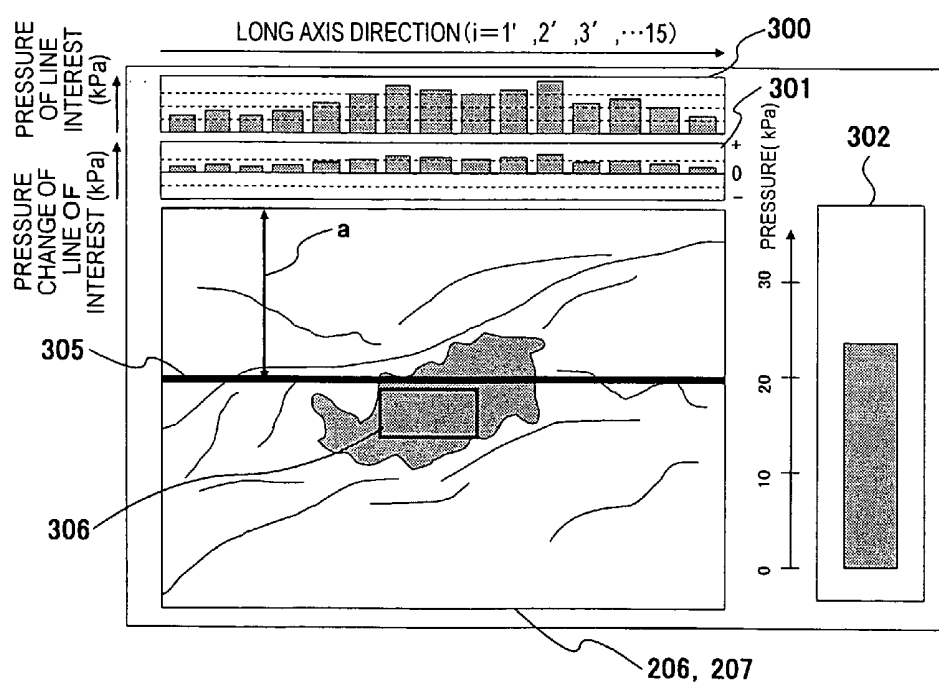 LONG AXIS DIRECTION(i=1′ ,2′ ,3′ ,…15)
300
PRESSURE
OF LINE
INTEREST
(kPa)
301
+
0
−
PRESSURE
CHANGE OF
LINE OF
INTEREST (kPa)
302
PRESSURE( kPa)
30
20
10
0
a
305
306
206, 207